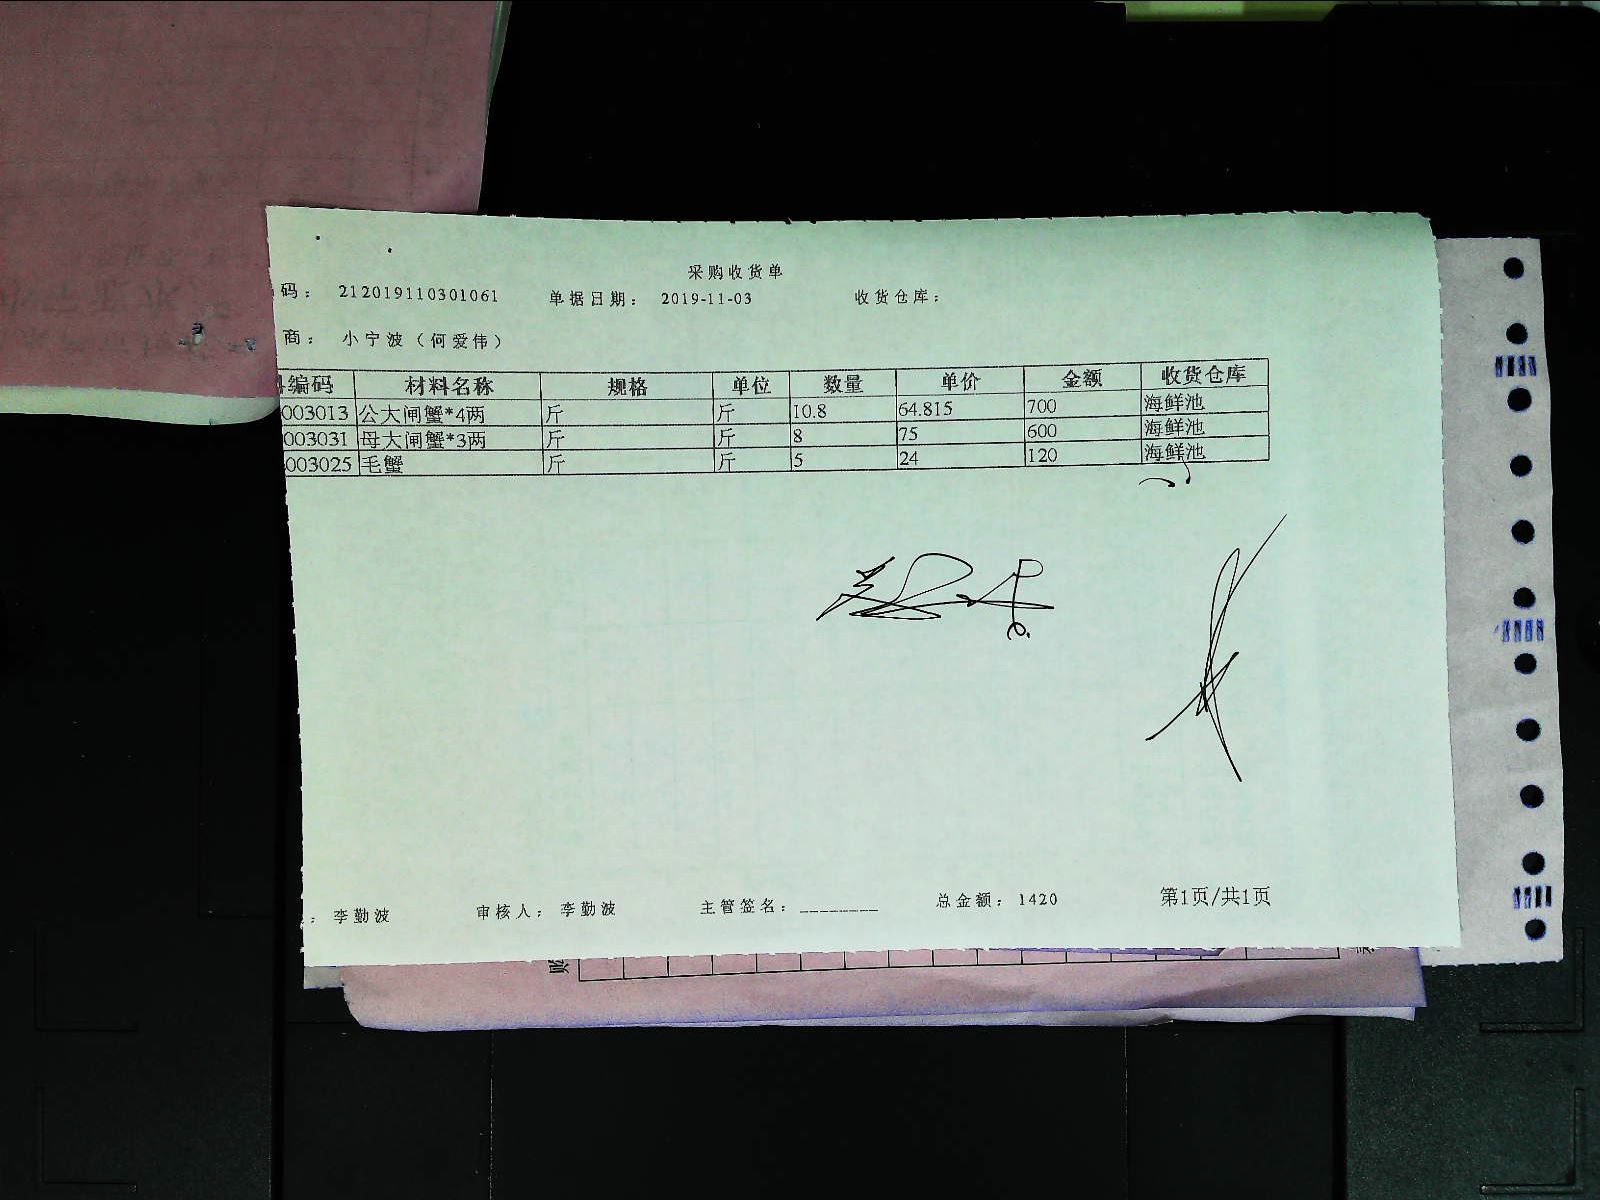 采购收货单
码： 212019110301061 单据日期： 2019-11-03 收货仓库：
商： 小宁波（何爱伟）
编码 材料名称 规格 单位 数量 单价 金额 收货仓库
003013 公大闸蟹*4两 斤 斤 10.8 64.815 700 海鲜池
003031 母大闸蟹*3两 斤 斤 8 75 600 海鲜池
003025 毛蟹 斤 斤 5 24 120 海鲜池
： 李勤波 审核人： 李勤波 主管签名：________ 总金额： 1420 第1页/共1页